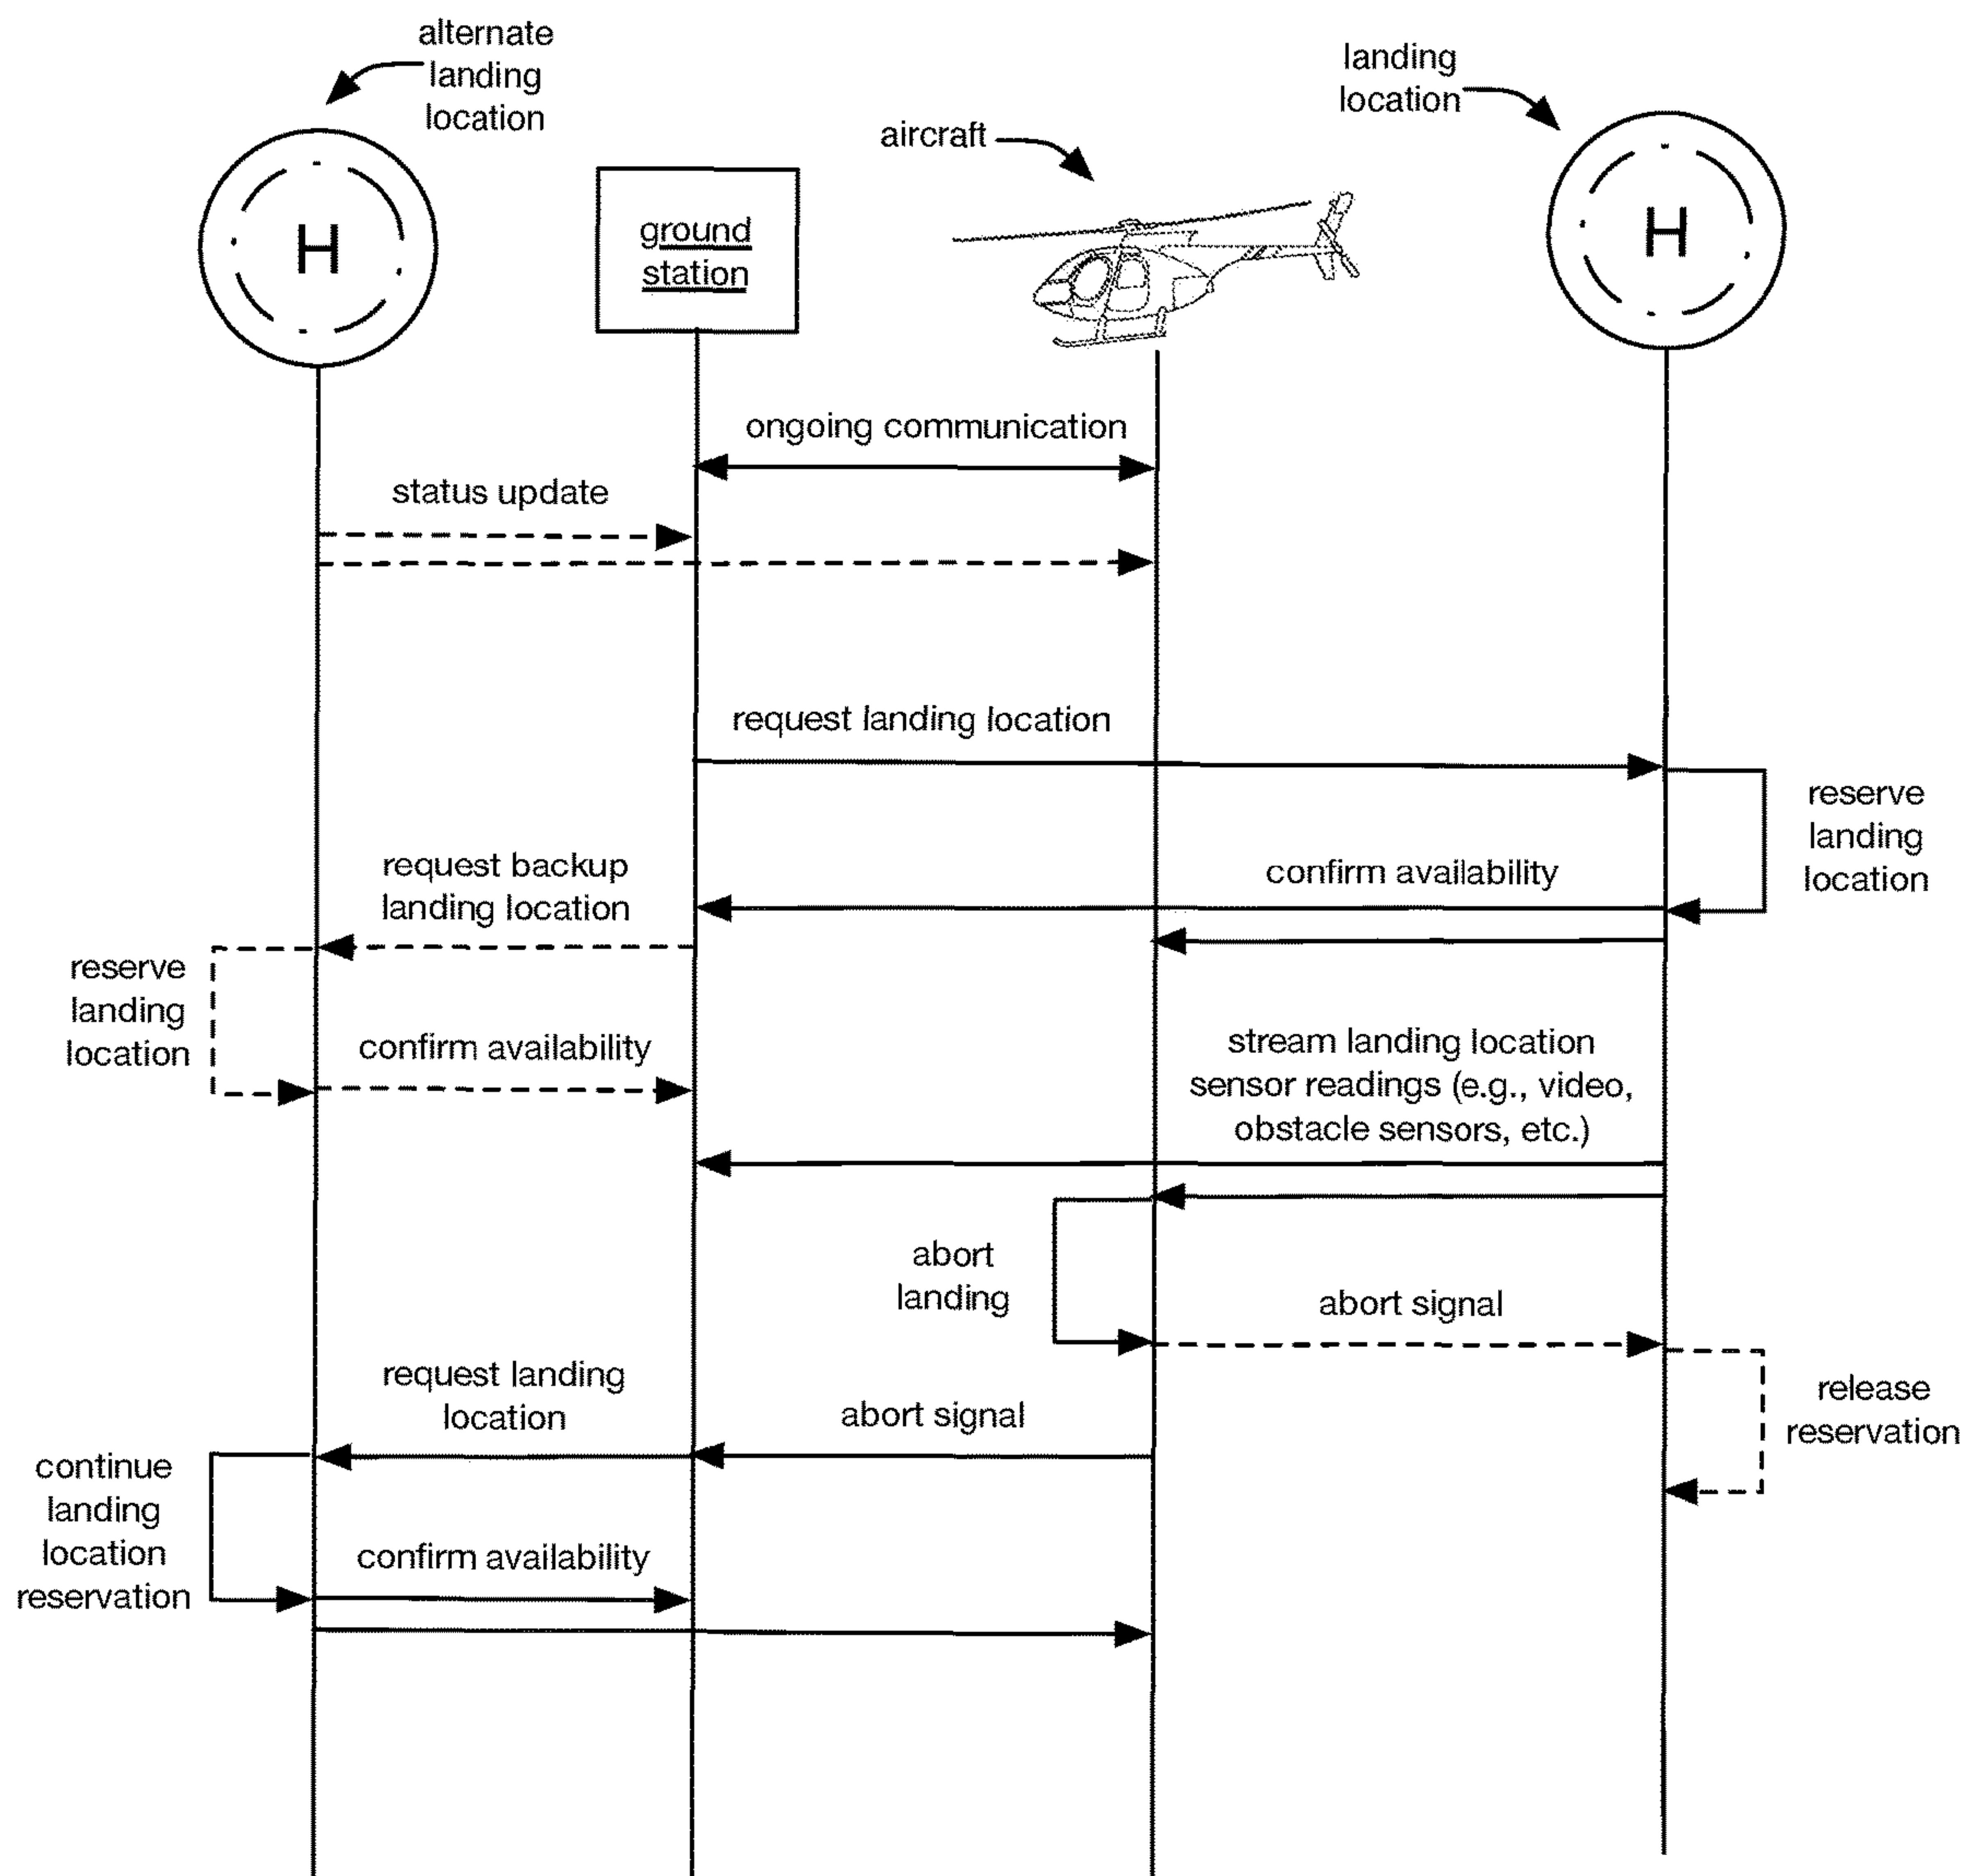 alternate
landing
location
landing
location
aircraft
H
ground
station
H
ongoing communication
status update
request landing location
reserve
landing
location
request backup
landing location
confirm availability
reserve
landing
location
confirm availability
stream landing location
sensor readings (e.g., video,
obstacle sensors, etc.)
abort
landing
abort signal
request landing
location
abort signal
release
reservation
continue
landing
location
reservation
confirm availability